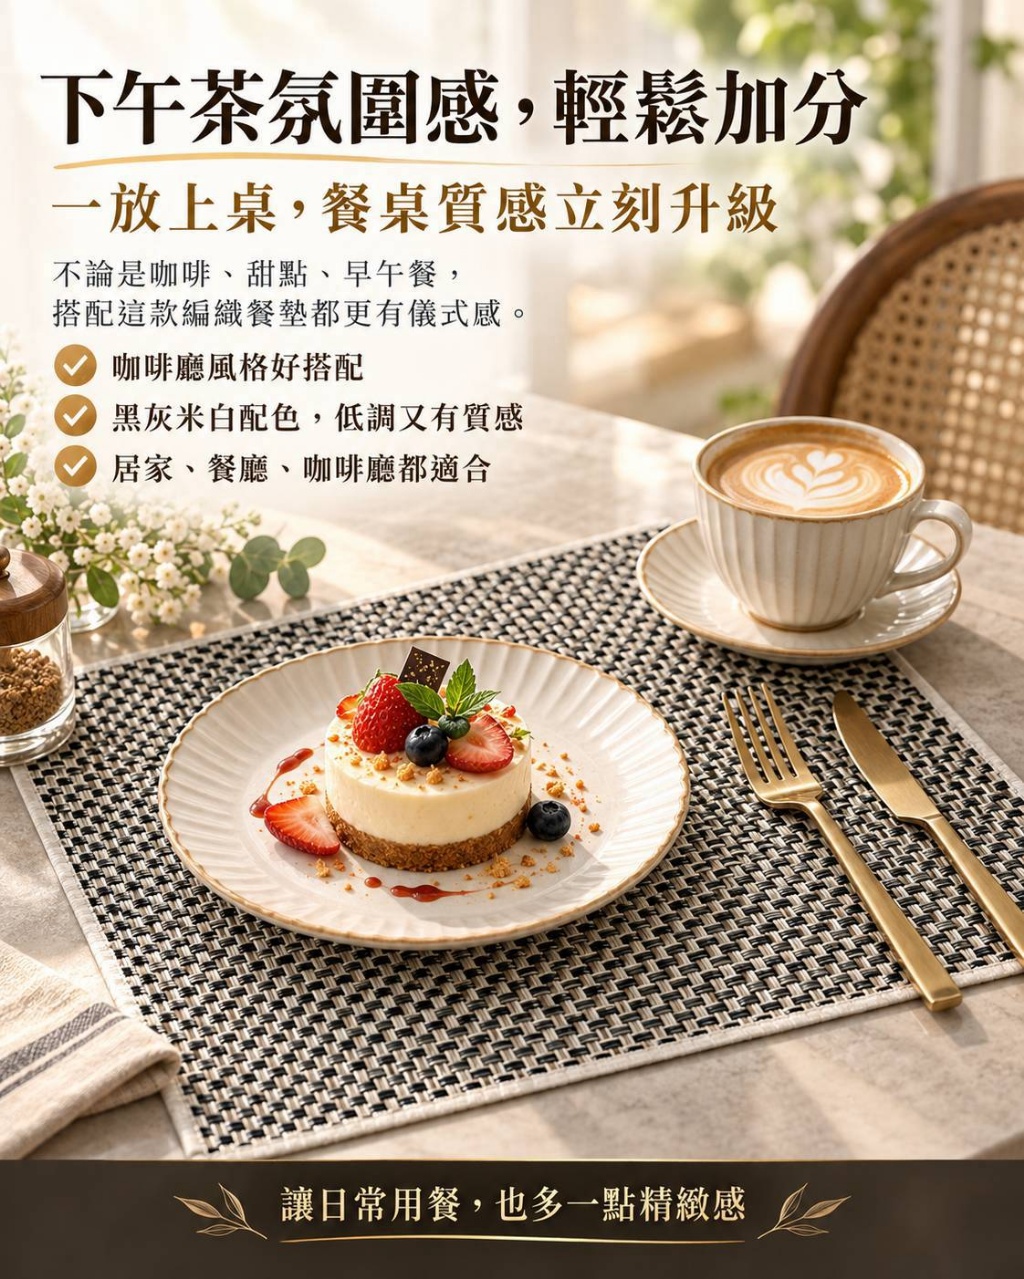 下午茶氛圍感，輕鬆加分
一放上桌，餐桌質感立刻升級
不論是咖啡、甜點、早午餐，
搭配這款編織餐墊都更有儀式感。
咖啡廳風格好搭配
黑灰米白配色，低調又有質感
居家、餐廳、咖啡廳都適合
讓日常用餐，也多一點精緻感